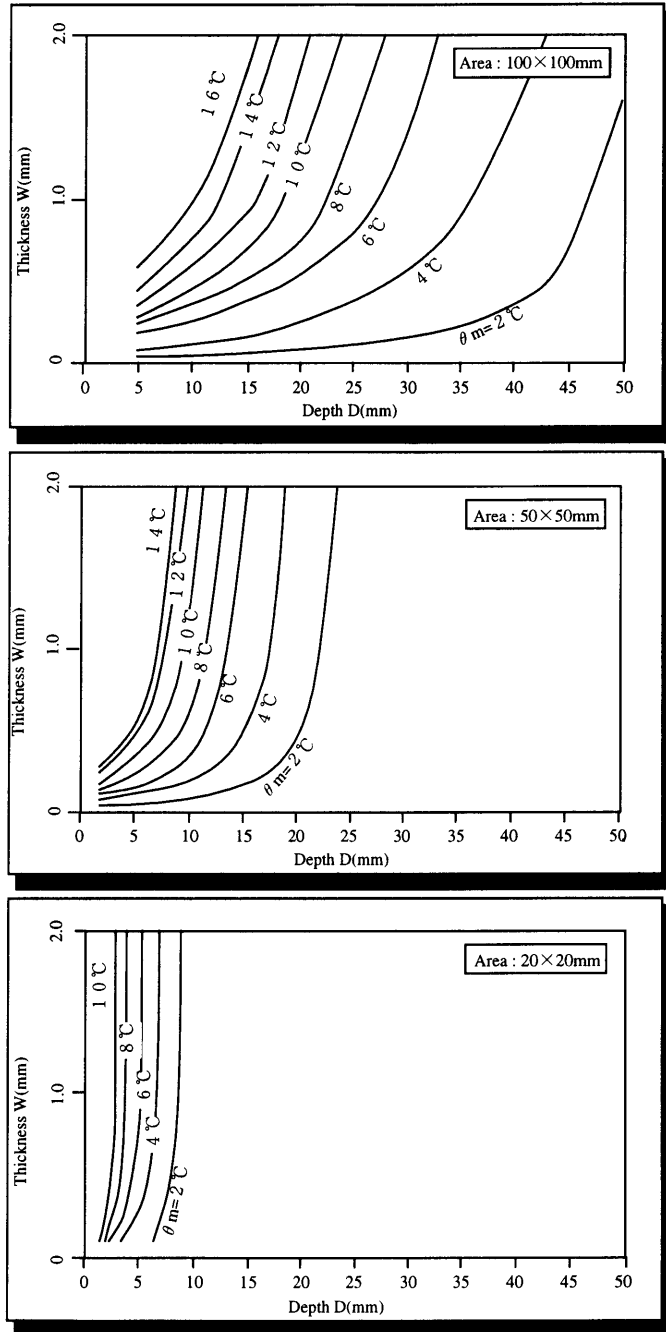 2.0
Area : 100×100mm
16℃
14℃
12℃
10℃
8℃
6℃
4℃
θm=2℃
1.0
0
Thickness W(mm)
0 5 10 15 20 25 30 35 40 45 50
Depth D(mm)
2.0
Area : 50×50mm
14℃
12℃
10℃
8℃
6℃
4℃
θm=2℃
1.0
0
Thickness W(mm)
0 5 10 15 20 25 30 35 40 45 50
Depth D(mm)
2.0
Area : 20×20mm
10℃
8℃
6℃
4℃
θm=2℃
1.0
0
Thickness W(mm)
0 5 10 15 20 25 30 35 40 45 50
Depth D(mm)